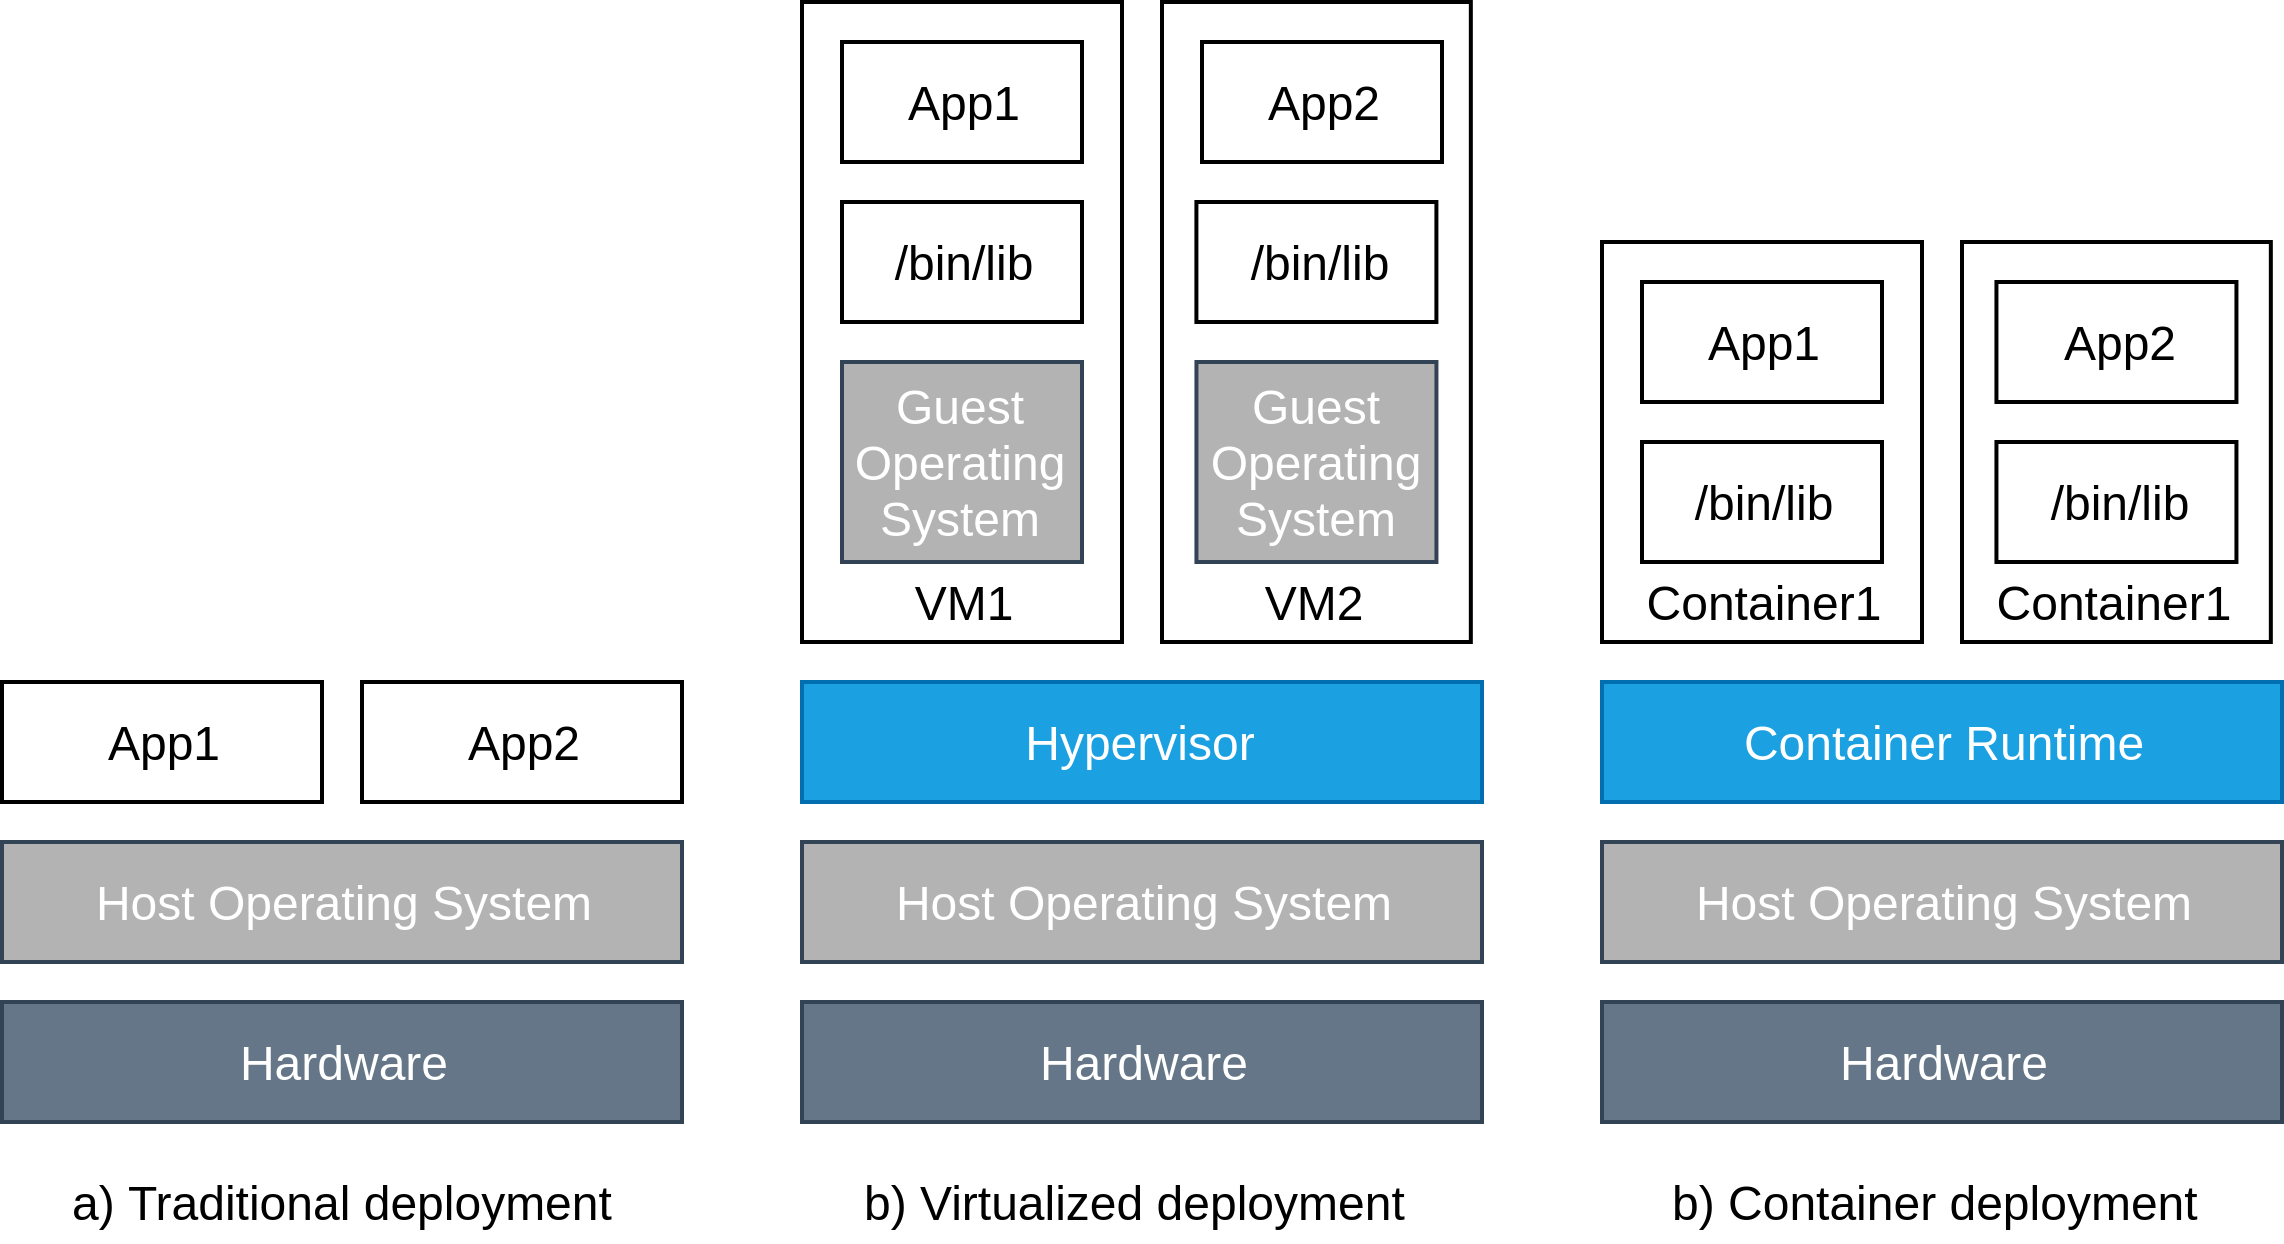 App1
App2
Host Operating System
Hardware
a) Traditional deployment
App1
/bin/lib
Guest
Operating
System
VM1
App2
/bin/lib
Guest
Operating
System
VM2
Hypervisor
Host Operating System
Hardware
b) Virtualized deployment
App1
/bin/lib
Container1
App2
/bin/lib
Container1
Container Runtime
Host Operating System
Hardware
b) Container deployment